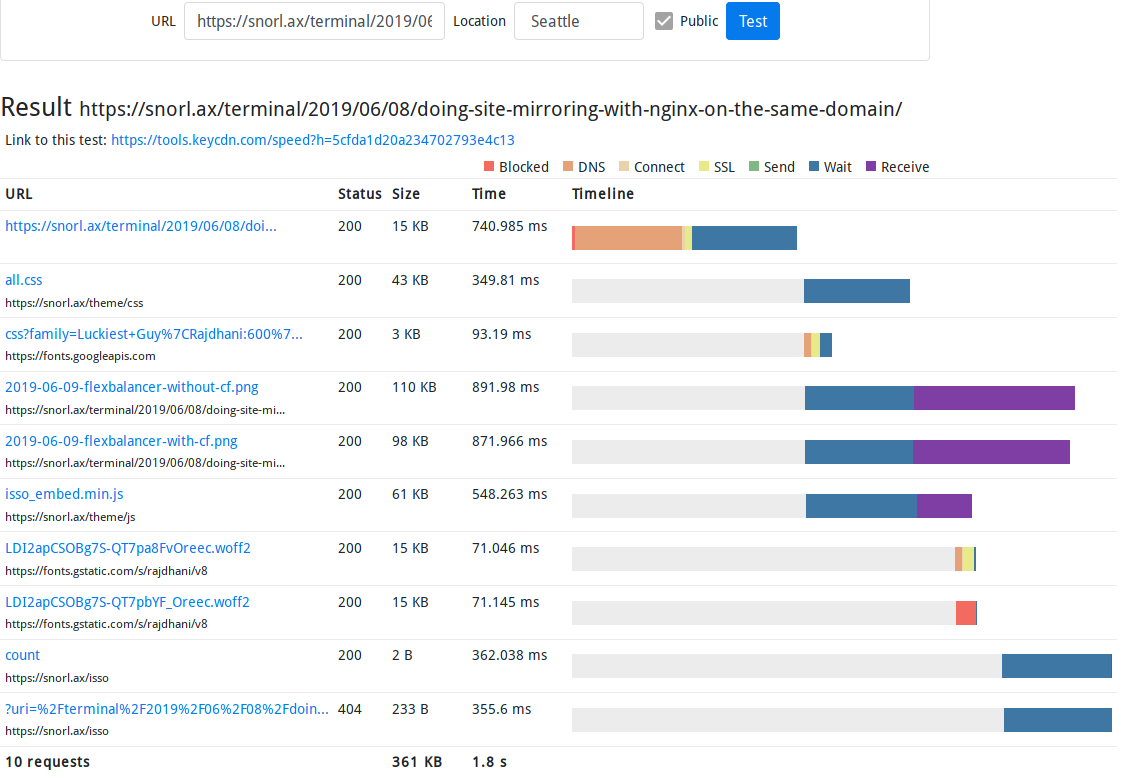 URL https://snorl.ax/terminal/2019/06 Location Seattle Public Test
Result https://snorl.ax/terminal/2019/06/08/doing-site-mirroring-with-nginx-on-the-same-domain/
Link to this test: https://tools.keycdn.com/speed?h=5cfda1d20a234702793e4c13
Blocked DNS Connect SSL Send Wait Receive
URL Status Size Time Timeline
https://snorl.ax/terminal/2019/06/08/doi... 200 15 KB 740.985 ms
all.css 200 43 KB 349.81 ms
https://snorl.ax/theme/css
css?family=Luckiest+Guy%7CRajdhani:600%7... 200 3 KB 93.19 ms
https://fonts.googleapis.com
2019-06-09-flexbalancer-without-cf.png 200 110 KB 891.98 ms
https://snorl.ax/terminal/2019/06/08/doing-site-mi...
2019-06-09-flexbalancer-with-cf.png 200 98 KB 871.966 ms
https://snorl.ax/terminal/2019/06/08/doing-site-mi...
isso_embed.min.js 200 61 KB 548.263 ms
https://snorl.ax/theme/js
LDI2apCSOBg7S-QT7pa8FvOreec.woff2 200 15 KB 71.046 ms
https://fonts.gstatic.com/s/rajdhani/v8
LDI2apCSOBg7S-QT7pbYF_Oreec.woff2 200 15 KB 71.145 ms
https://fonts.gstatic.com/s/rajdhani/v8
count 200 2 B 362.038 ms
https://snorl.ax/isso
?uri=%2Fterminal%2F2019%2F06%2F08%2Fdoin... 404 233 B 355.6 ms
https://snorl.ax/isso
10 requests 361 KB 1.8 s